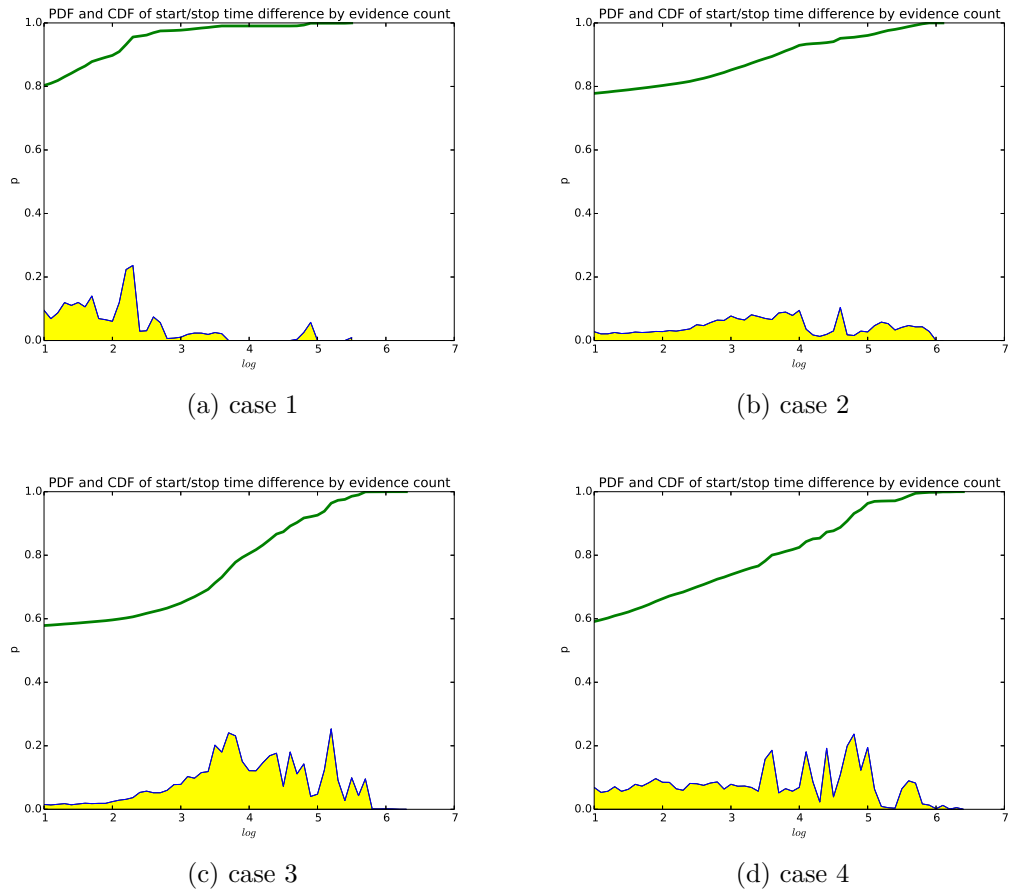 PDF and CDF of start/stop time difference by evidence count
1.0
0.8
0.6
0.4
0.2
0.0
p
1 2 3 4 5 6 7
log
(a) case 1
PDF and CDF of start/stop time difference by evidence count
1.0
0.8
0.6
0.4
0.2
0.0
p
1 2 3 4 5 6 7
log
(b) case 2
PDF and CDF of start/stop time difference by evidence count
1.0
0.8
0.6
0.4
0.2
0.0
p
1 2 3 4 5 6 7
log
(c) case 3
PDF and CDF of start/stop time difference by evidence count
1.0
0.8
0.6
0.4
0.2
0.0
p
1 2 3 4 5 6 7
log
(d) case 4